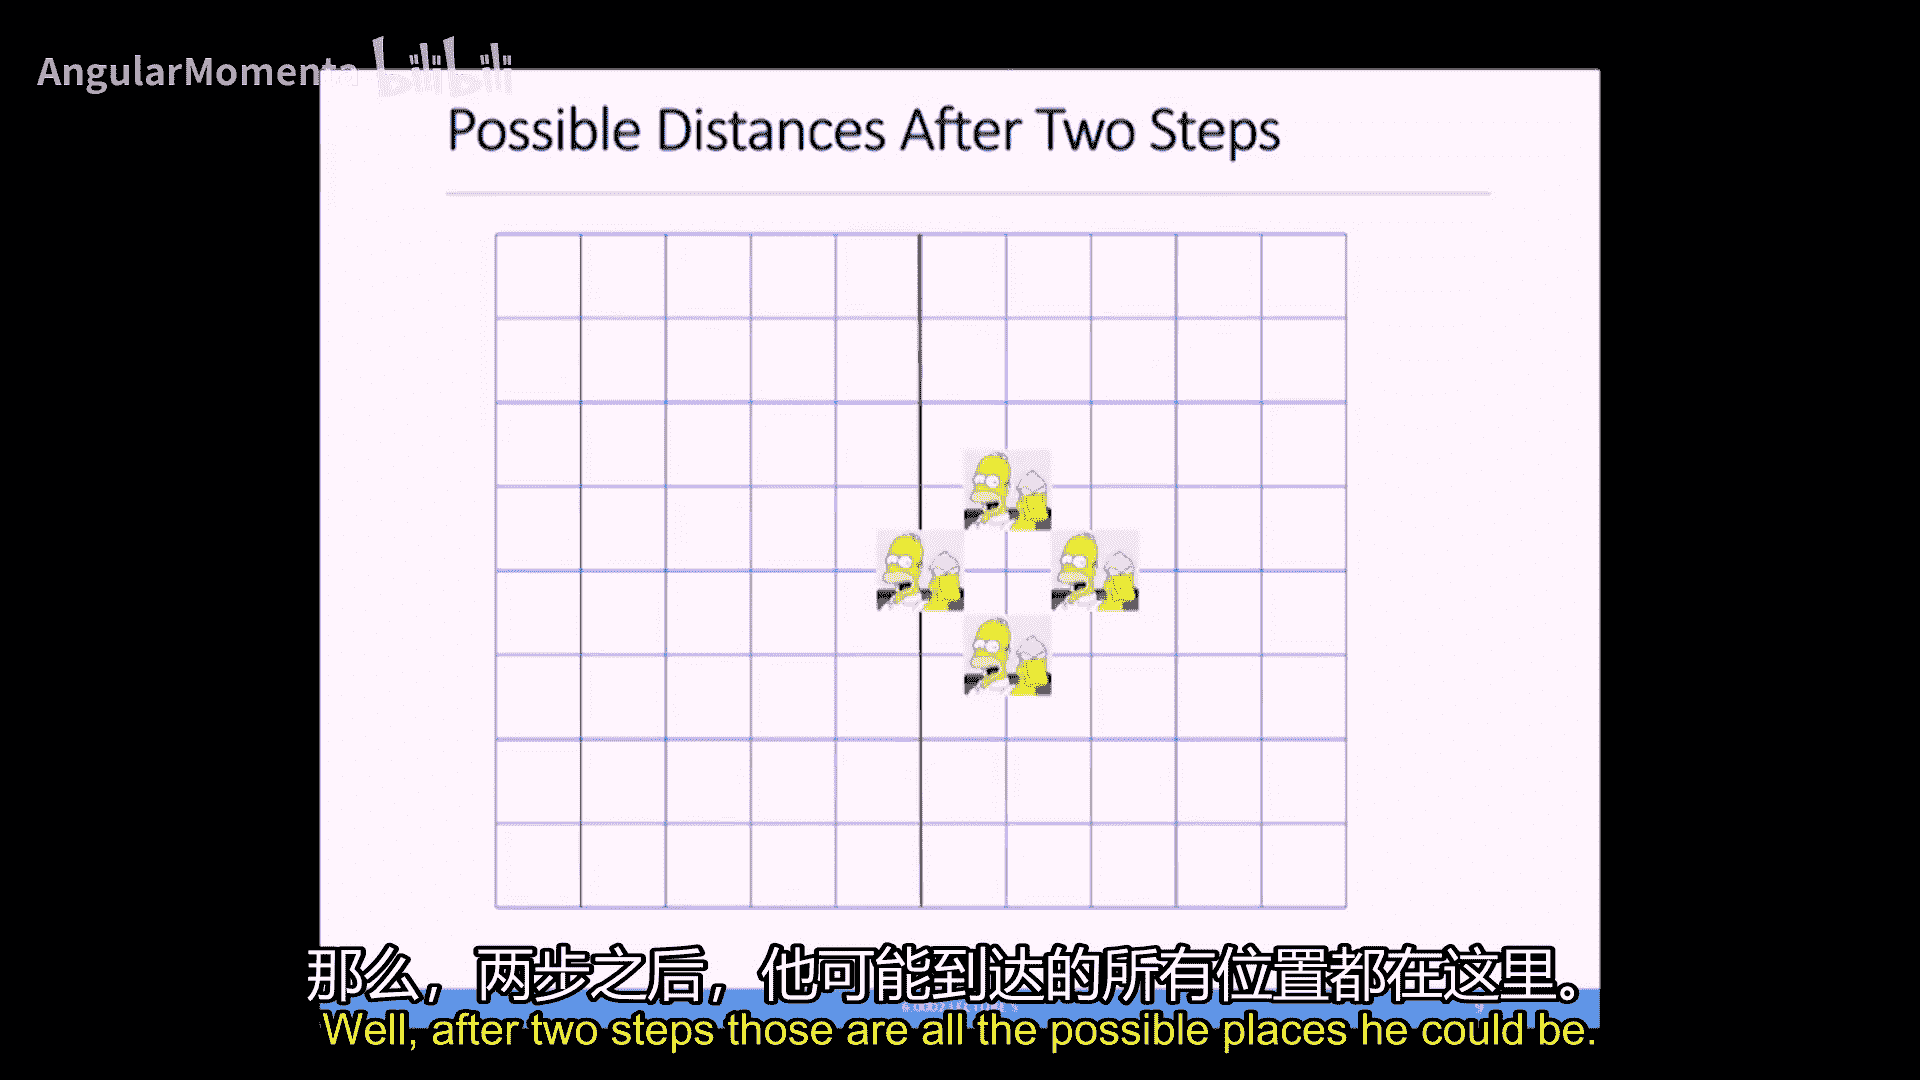 AngularMomenta bilibili
Possible Distances After Two Steps
那么，两步之后，他可能到达的所有位置都在这里。
Well, after two steps those are all the possible places he could be.